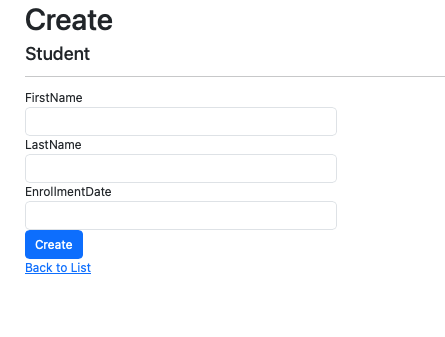 Create
Student
FirstName
LastName
EnrollmentDate
Create
Back to List